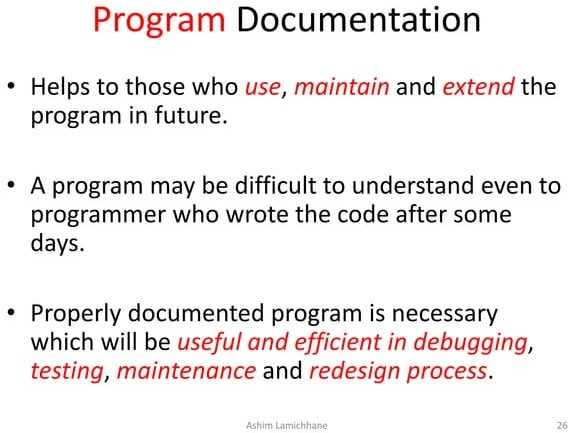 Program Documentation
• Helps to those who use, maintain and extend the
program in future.
• A program may be difficult to understand even to
programmer who wrote the code after some
days.
• Properly documented program is necessary
which will be useful and efficient in debugging,
testing, maintenance and redesign process.
Ashim Lamichhane 26